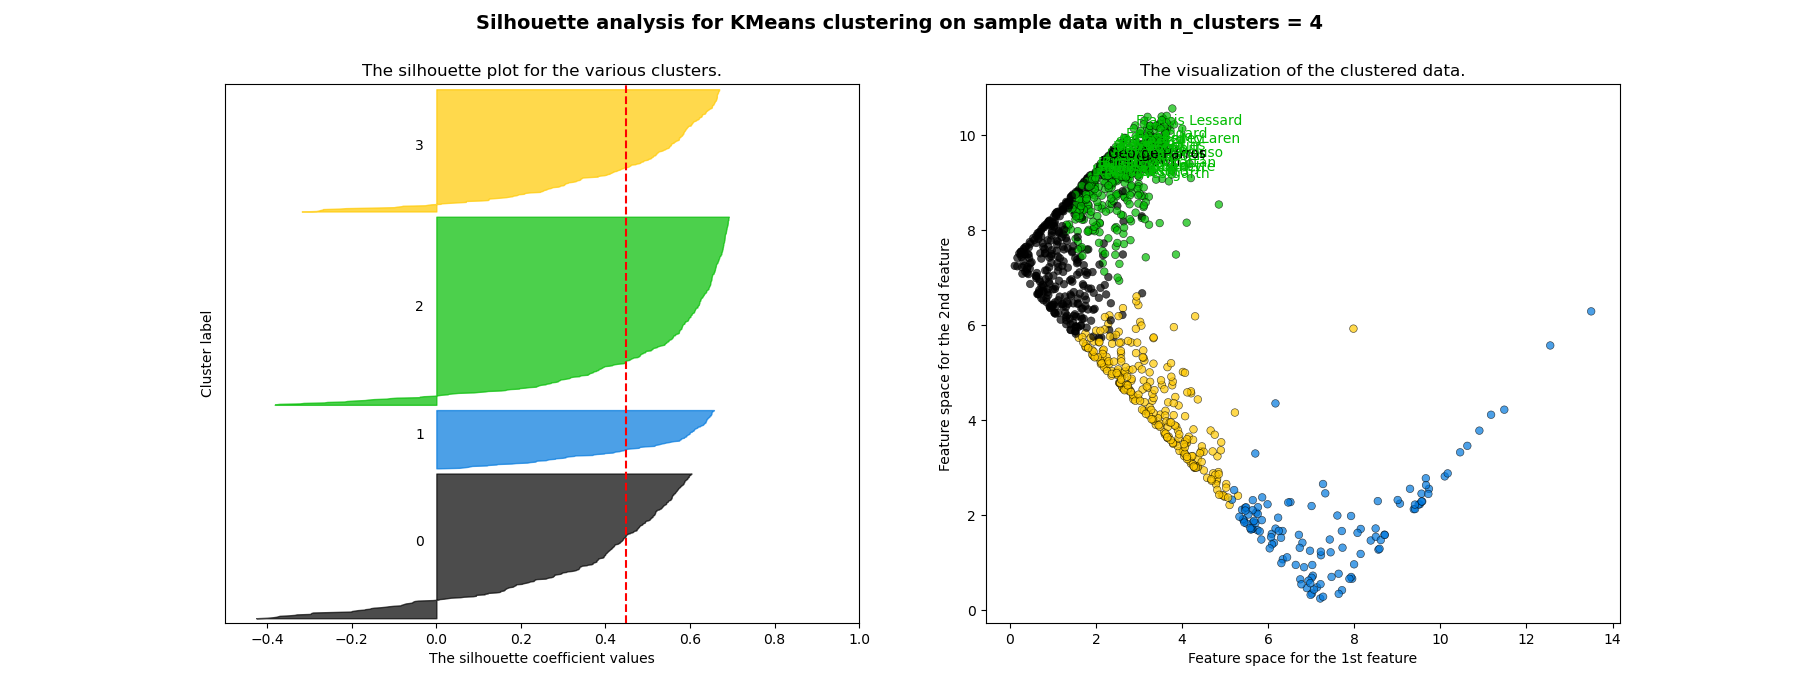 Silhouette analysis for KMeans clustering on sample data with n_clusters = 4
The silhouette plot for the various clusters.
3
2
1
0
Cluster label
−0.4 −0.2 0.0 0.2 0.4 0.6 0.8 1.0
The silhouette coefficient values
The visualization of the clustered data.
Lessard
George Parros
10
8
6
4
2
0
Feature space for the 2nd feature
0 2 4 6 8 10 12 14
Feature space for the 1st feature